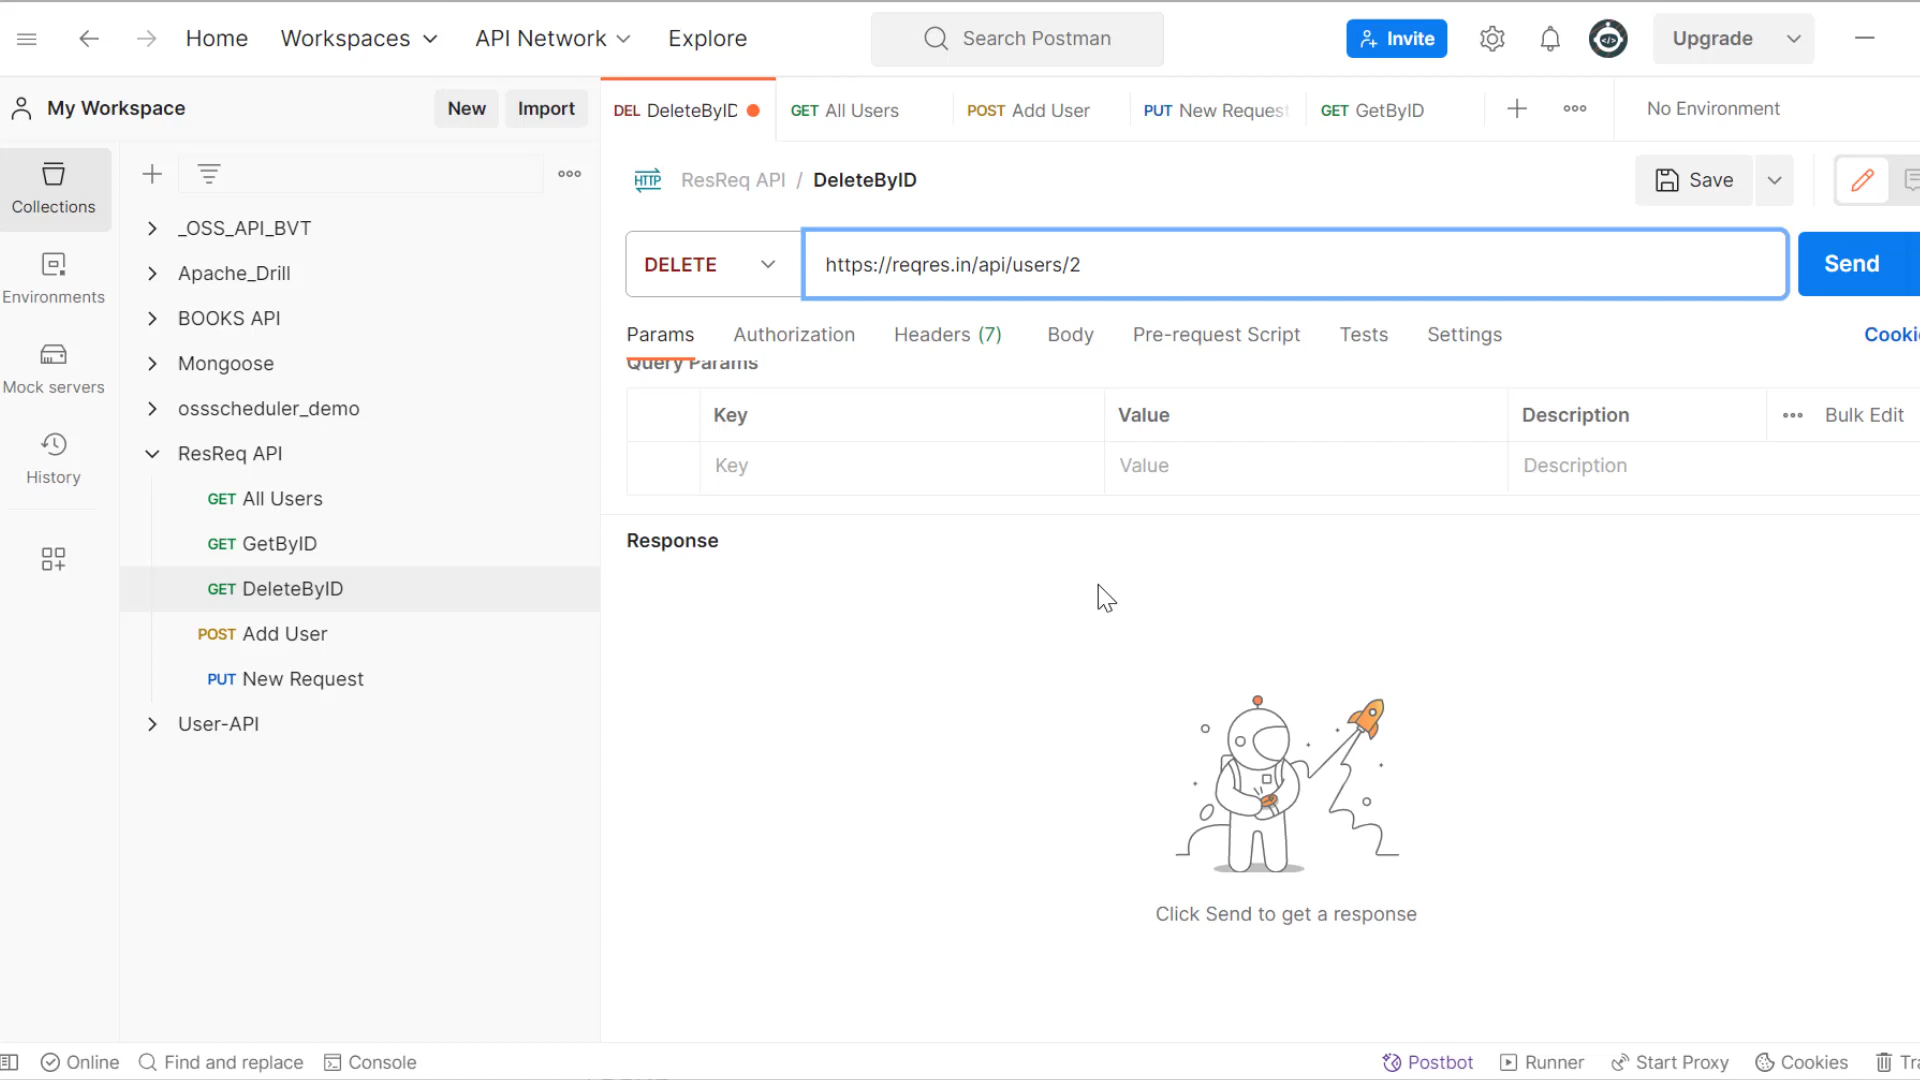 Home Workspaces API Network Explore Search Postman Invite Upgrade
My Workspace New Import DEL DeleteByID GET All Users POST Add User PUT New Request GET GetByID No Environment
ResReq API / DeleteByID Save
Collections
Environments
Mock servers
History
_OSS_API_BVT
Apache_Drill
BOOKS API
Mongoose
ossscheduler_demo
ResReq API
GET All Users
GET GetByID
GET DeleteByID
POST Add User
PUT New Request
User-API
HTTP
DELETE https://reqres.in/api/users/2 Send
Params Authorization Headers (7) Body Pre-request Script Tests Settings Cookie
Query Params
Key Value Description Bulk Edit
Key Value Description
Response
Click Send to get a response
Online Find and replace Console Postbot Runner Start Proxy Cookies Tra